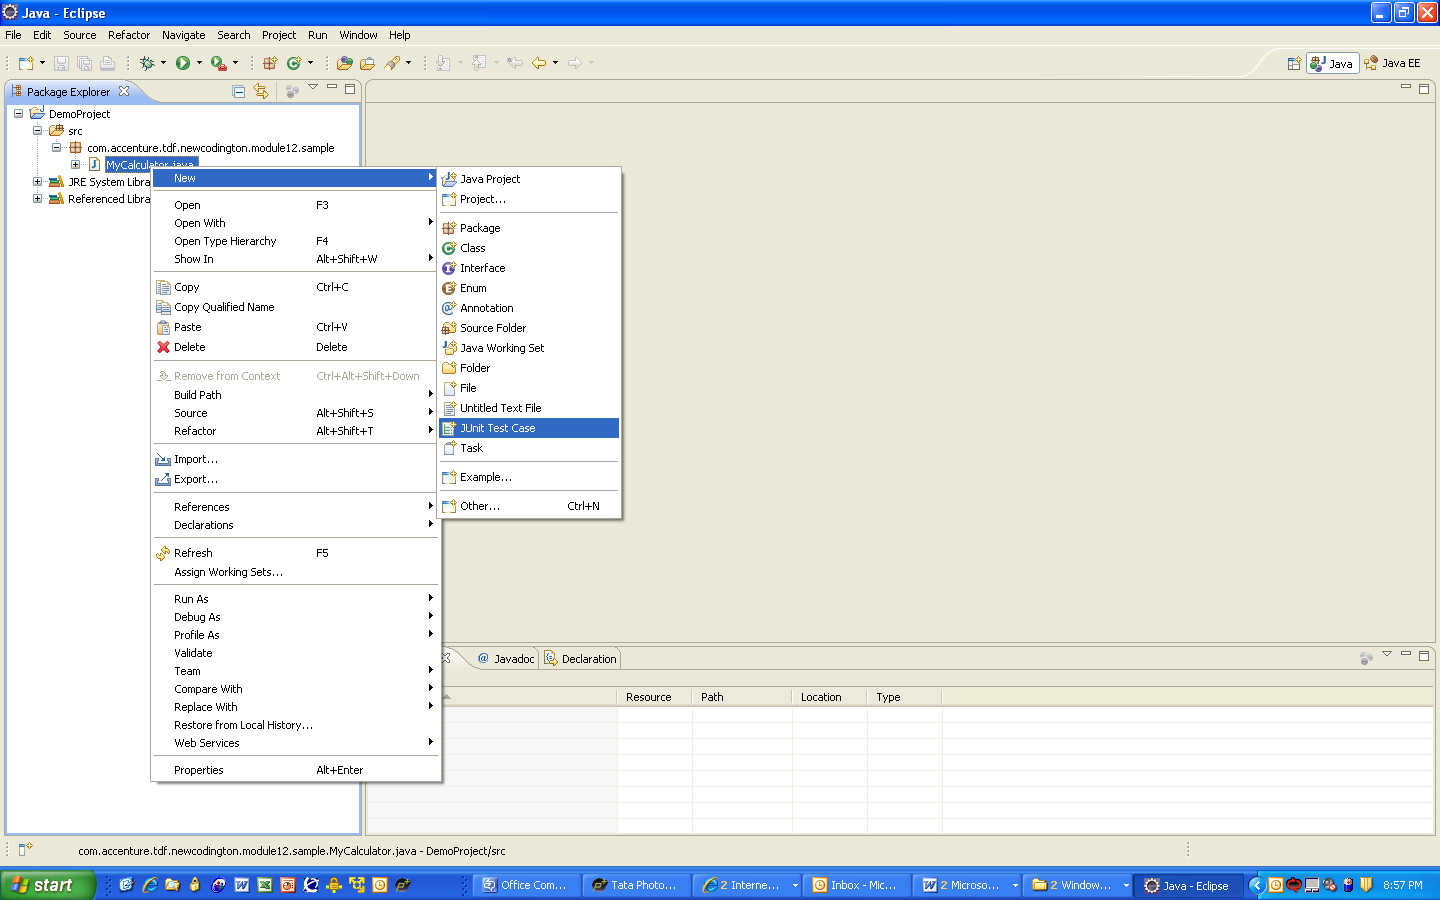 Java - Eclipse
File Edit Source Refactor Navigate Search Project Run Window Help
Java Java EE
Package Explorer
DemoProject
src
com.accenture.tdf.newcodington.module12.sample
MyCalculator.java
JRE System Libra
Referenced Libra
New
Open F3
Open With
Open Type Hierarchy F4
Show In Alt+Shift+W
Copy Ctrl+C
Copy Qualified Name
Paste Ctrl+V
Delete Delete
Remove from Context Ctrl+Alt+Shift+Down
Build Path
Source Alt+Shift+S
Refactor Alt+Shift+T
Import...
Export...
References
Declarations
Refresh F5
Assign Working Sets...
Run As
Debug As
Profile As
Validate
Team
Compare With
Replace With
Restore from Local History...
Web Services
Properties Alt+Enter
Java Project
Project...
Package
Class
Interface
Enum
Annotation
Source Folder
Java Working Set
Folder
File
Untitled Text File
JUnit Test Case
Task
Example...
Other... Ctrl+N
Javadoc Declaration
Resource Path Location Type
com.accenture.tdf.newcodington.module12.sample.MyCalculator.java - DemoProject/src
start Office Com... Tata Photo... 2 Interne... Inbox - Mic... 2 Microso... 2 Window... Java - Eclipse 8:57 PM